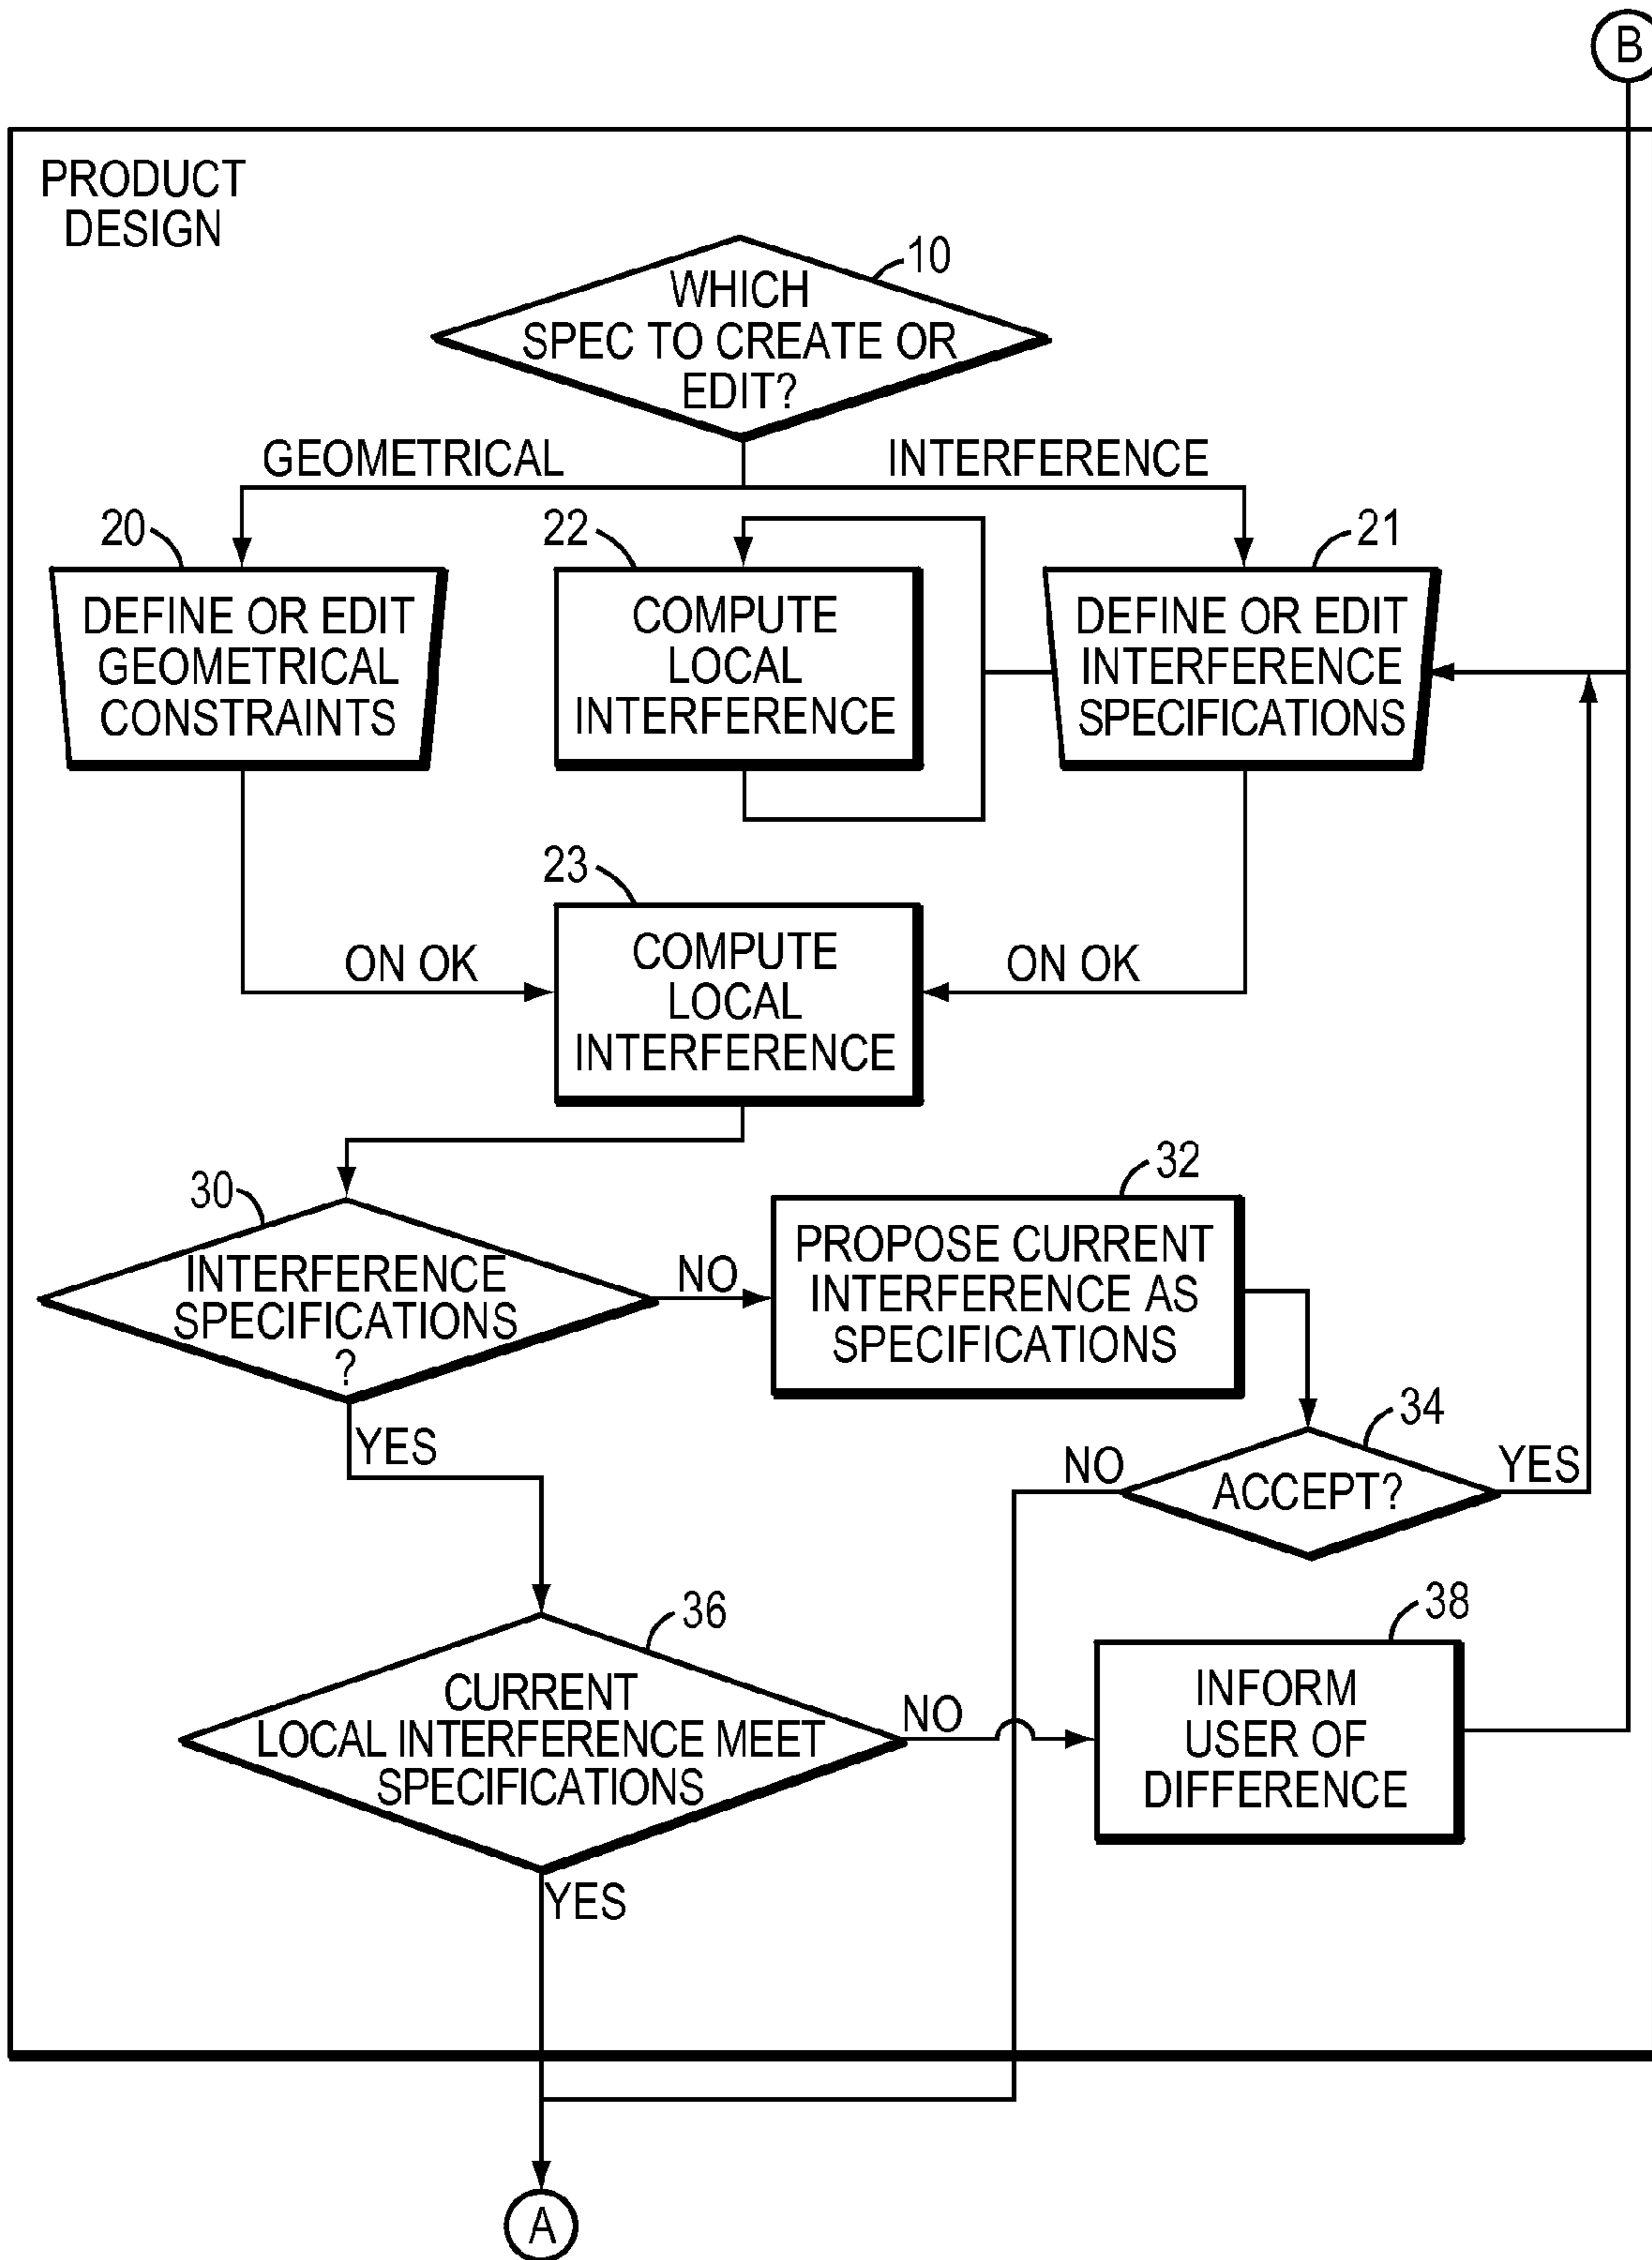 B
PRODUCT
DESIGN
10
WHICH
SPEC TO CREATE OR
EDIT?
GEOMETRICAL
INTERFERENCE
20
22
21
DEFINE OR EDIT
GEOMETRICAL
CONSTRAINTS
COMPUTE
LOCAL
INTERFERENCE
DEFINE OR EDIT
INTERFERENCE
SPECIFICATIONS
23
ON OK
COMPUTE
LOCAL
INTERFERENCE
ON OK
30
INTERFERENCE
SPECIFICATIONS
?
NO
32
PROPOSE CURRENT
INTERFERENCE AS
SPECIFICATIONS
YES
34
NO
ACCEPT?
YES
36
CURRENT
LOCAL INTERFERENCE MEET
SPECIFICATIONS
NO
38
INFORM
USER OF
DIFFERENCE
YES
A